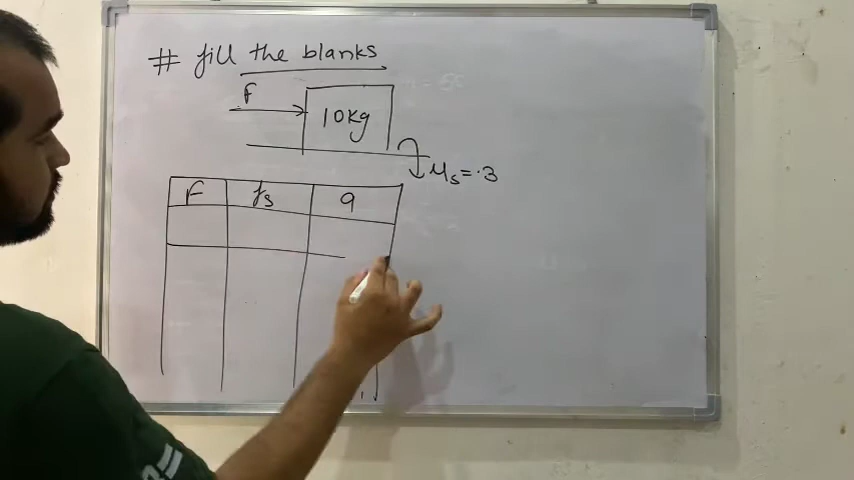 # fill the blanks
F
10kg
μs=.3
F fs a